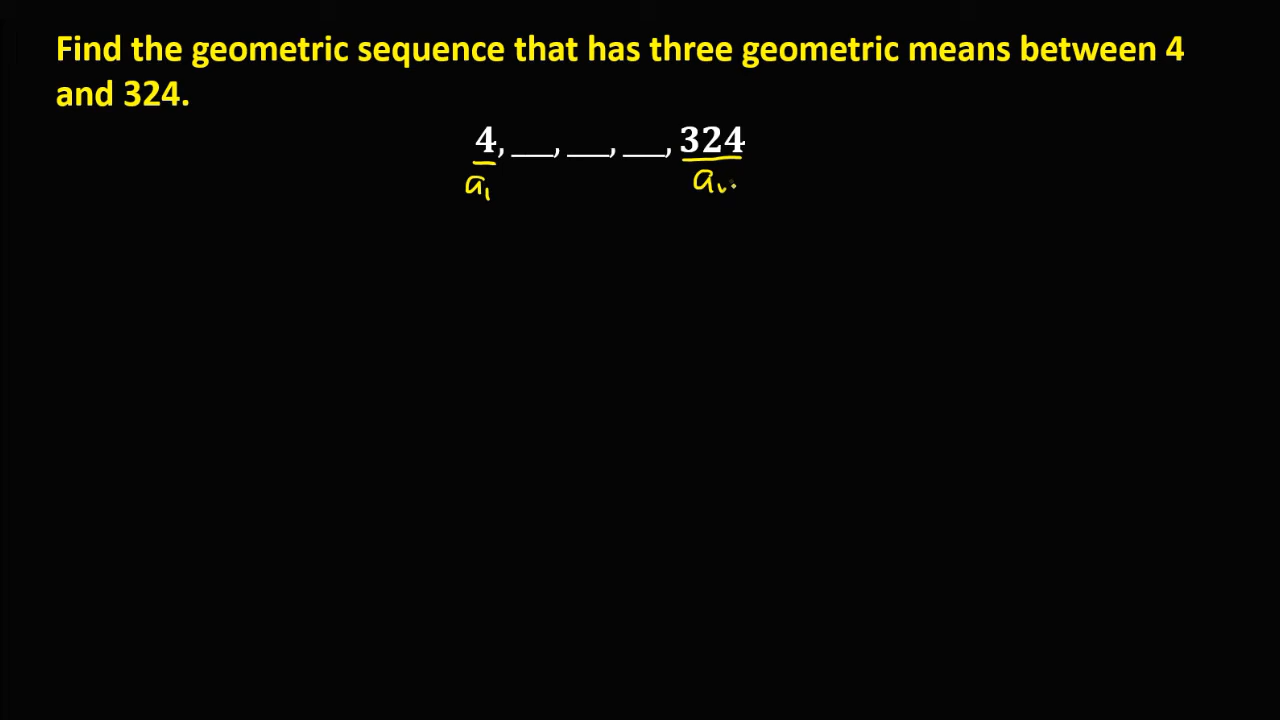 Find the geometric sequence that has three geometric means between 4
and 324.
4, ___, ___, ___, 324
a₁